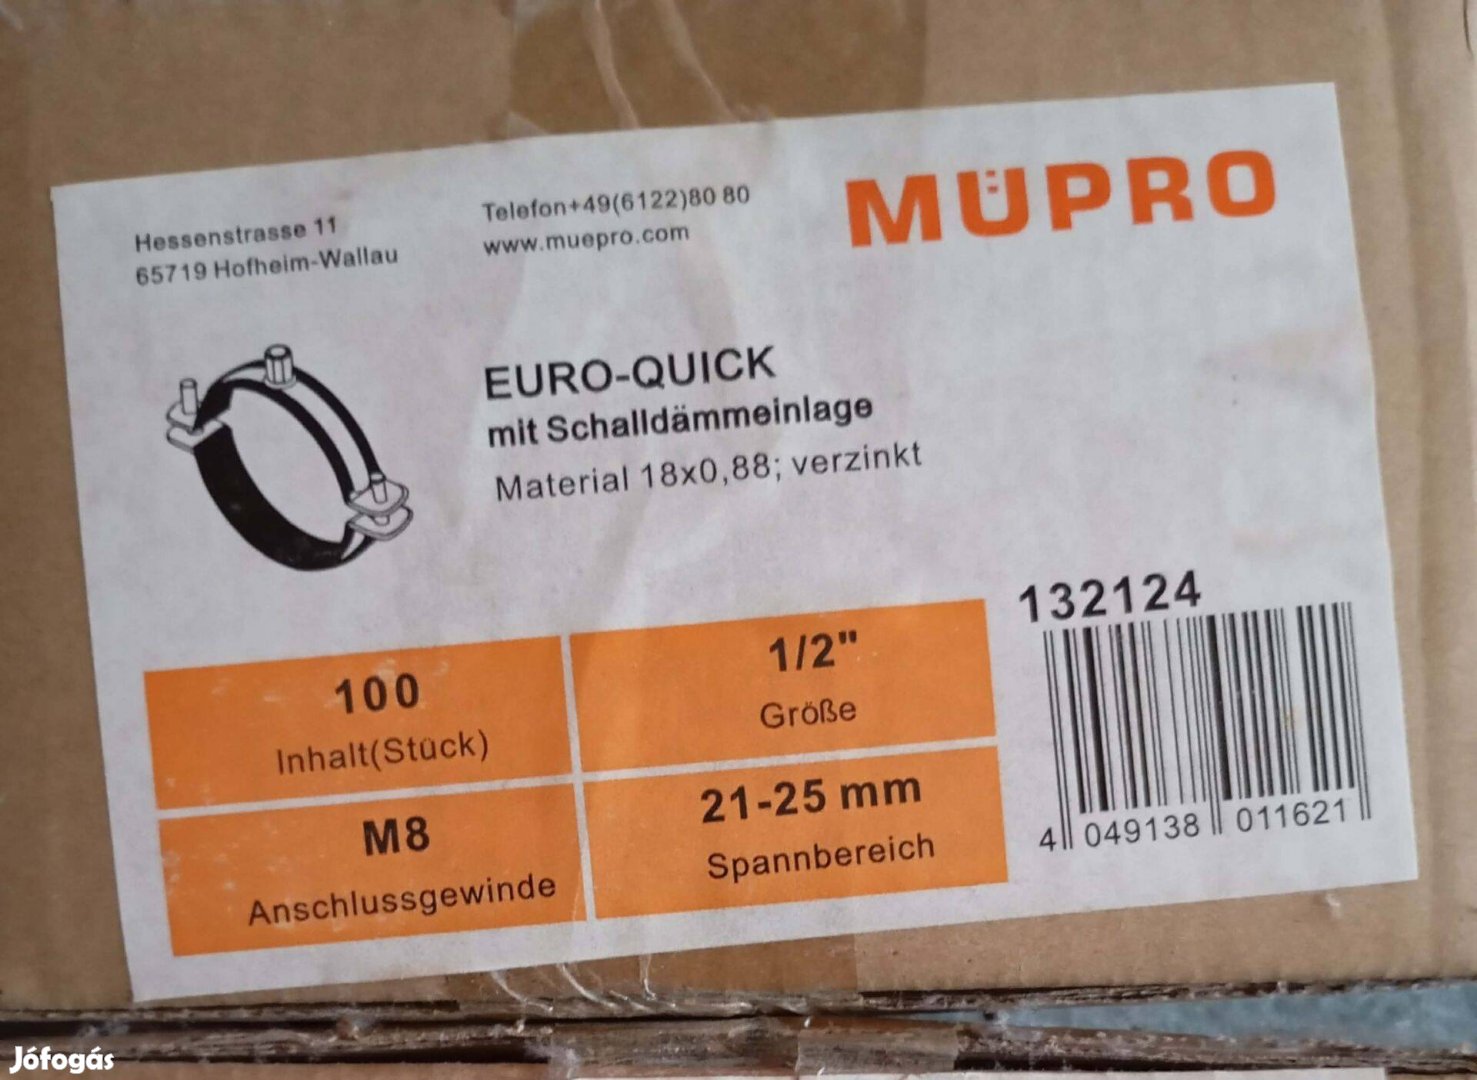 MÜPRO
Hessenstrasse 11
65719 Hofheim-Wallau
Telefon+49(6122)80 80
www.muepro.com
EURO-QUICK
mit Schalldämmeinlage
Material 18x0,88; verzinkt
132124
100
Inhalt(Stück)
1/2"
Größe
M8
Anschlussgewinde
21-25 mm
Spannbereich
4 049138 011621
Jófogás